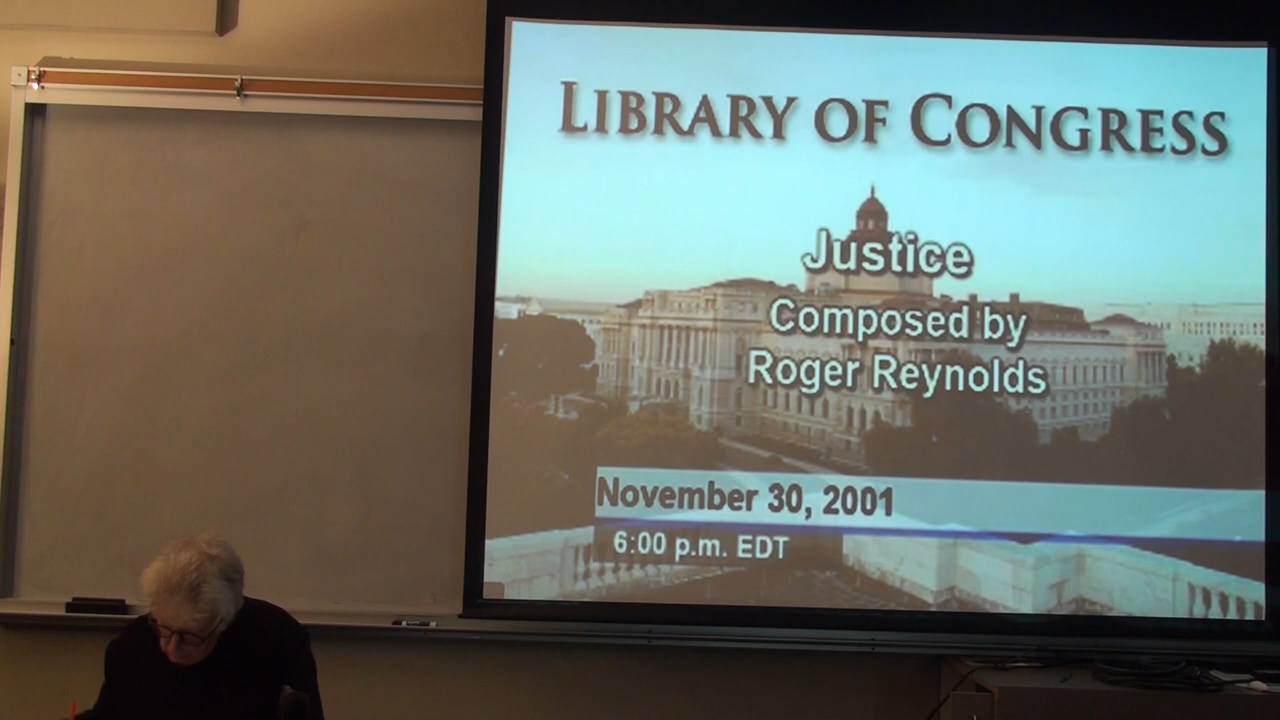 LIBRARY OF CONGRESS
Justice
Composed by
Roger Reynolds
November 30, 2001
6:00 p.m. EDT